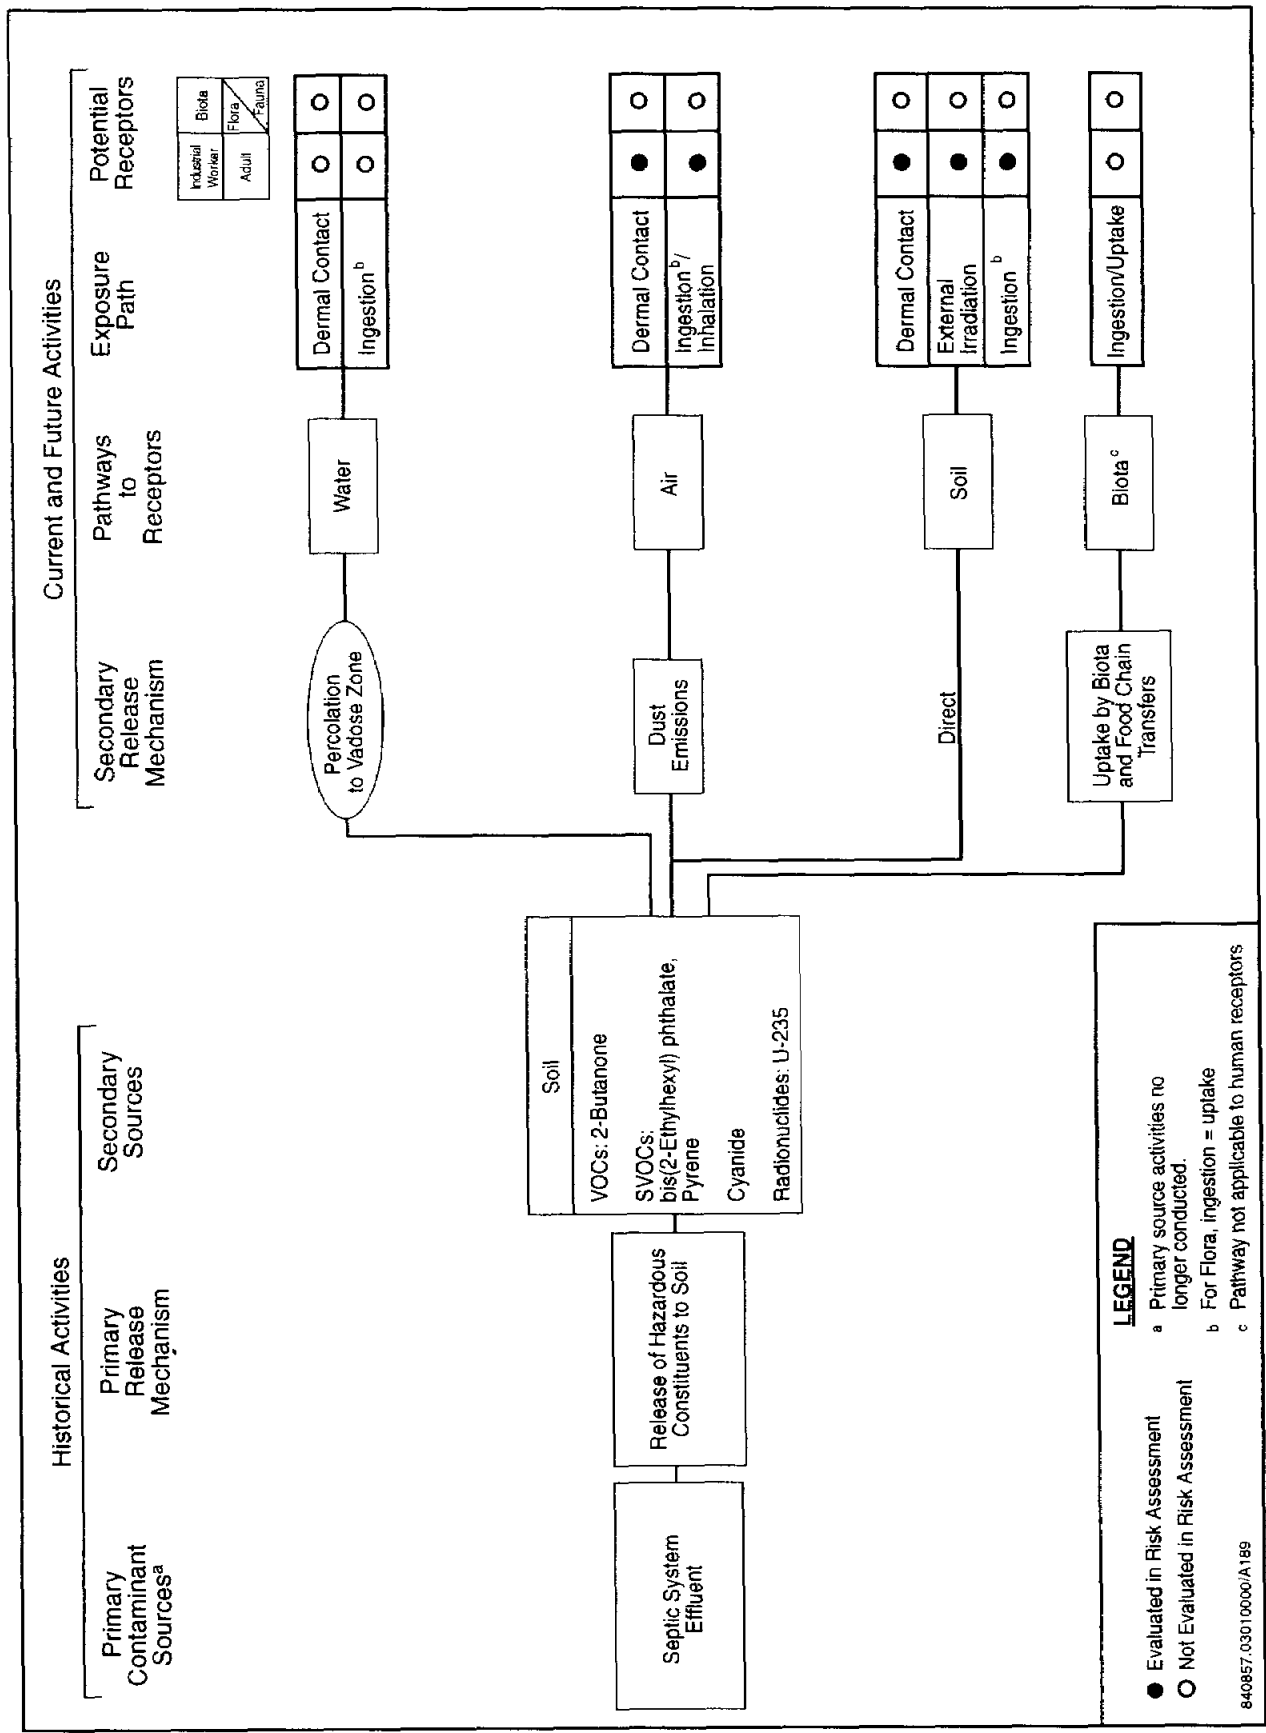 Historical Activities
Current and Future Activities
Primary
Contaminant
Sourcesᵃ
Primary
Release
Mechanism
Secondary
Sources
Secondary
Release
Mechanism
Pathways
to
Receptors
Exposure
Path
Potential
Receptors
Industrial
Worker
Biota
Adult
Flora
Fauna
Septic System
Effluent
Release of Hazardous
Constituents to Soil
Soil
VOCs: 2-Butanone
SVOCs:
bis(2-Ethylhexyl) phthalate,
Pyrene
Cyanide
Radionuclides: U-235
Percolation
to Vadose Zone
Water
Dermal Contact
Ingestionᵇ
Dust
Emissions
Air
Dermal Contact
Ingestionᵇ/
Inhalation
Direct
Soil
Dermal Contact
External
Irradiation
Ingestionᵇ
Uptake by Biota
and Food Chain
Transfers
Biotaᶜ
Ingestion/Uptake
LEGEND
● Evaluated in Risk Assessment
O Not Evaluated in Risk Assessment
a Primary source activities no
longer conducted.
b For Flora, ingestion = uptake
c Pathway not applicable to human receptors
840857.03010000/A189